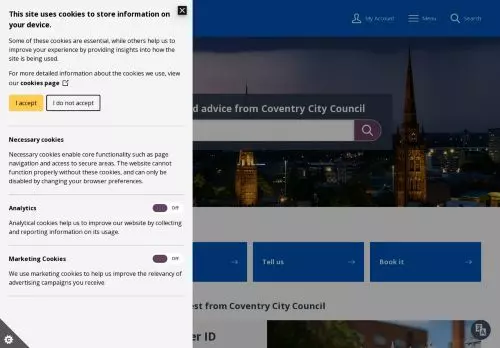 This site uses cookies to store information on
your device.
Some of these cookies are essential, while others help us to
improve your experience by providing insights into how the
site is being used.
For more detailed information about the cookies we use, view
our cookies page
I accept
I do not accept
Necessary cookies
Necessary cookies enable core functionality such as page
navigation and access to secure areas. The website cannot
function properly without these cookies, and can only be
disabled by changing your browser preferences.
Analytics
Off
Analytical cookies help us to improve our website by collecting
and reporting information on its usage.
Marketing Cookies
Off
We use marketing cookies to help us improve the relevancy of
advertising campaigns you receive.
My Account
Menu
Search
d advice from Coventry City Council
Tell us
Book it
est from Coventry City Council
er ID